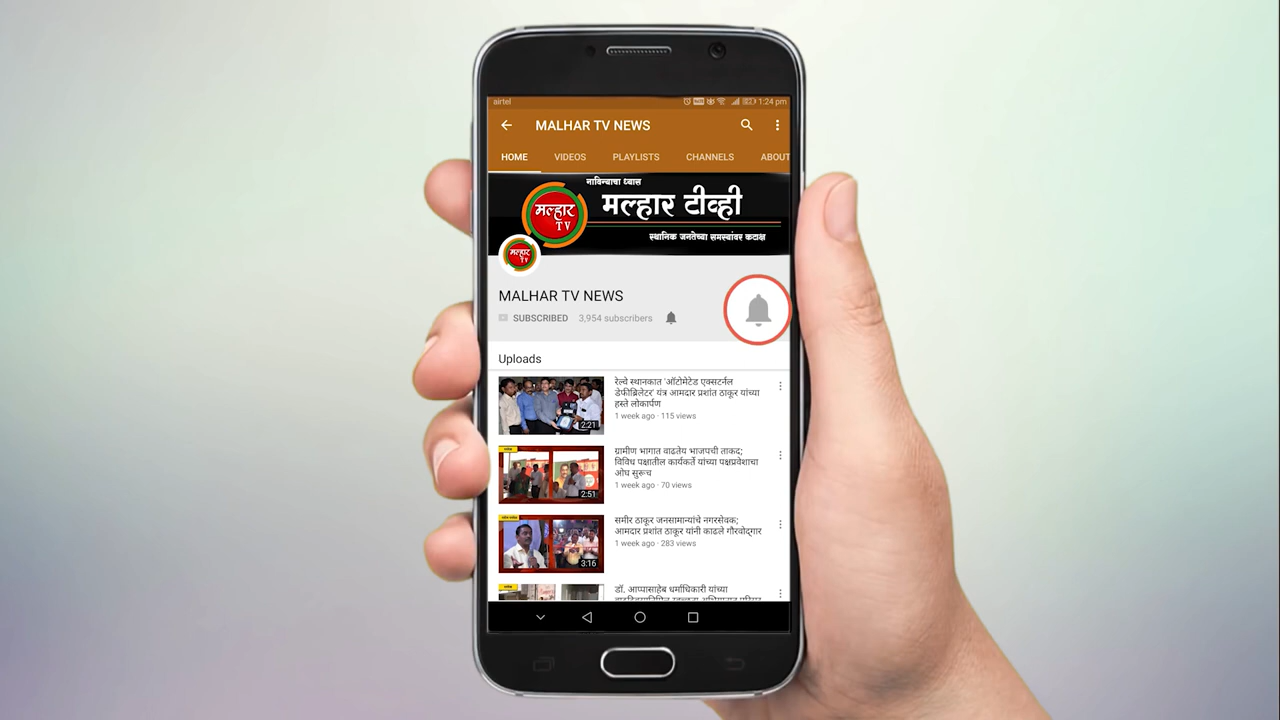 airtel
1:24 pm
MALHAR TV NEWS
HOME VIDEOS PLAYLISTS CHANNELS ABOUT
नाविन्याचा ध्यास
मल्हार टीव्ही
मल्हार
TV
स्थानिक जनतेच्या समस्यांवर कटाक्ष
मल्हार
TV
MALHAR TV NEWS
SUBSCRIBED 3,954 subscribers
Uploads
रेल्वे स्थानकात 'ऑटोमेटेड एक्सटर्नल
डेफीब्रिलेटर' यंत्र आमदार प्रशांत ठाकूर यांच्या
हस्ते लोकार्पण
1 week ago · 115 views
2:21
ग्रामीण भागात वाढतेय भाजपची ताकद;
विविध पक्षातील कार्यकर्ते यांच्या पक्षप्रवेशाचा
ओघ सुरूच
1 week ago · 70 views
2:51
समीर ठाकूर जनसामान्यांचे नगरसेवक;
आमदार प्रशांत ठाकूर यांनी काढले गौरवोद्गार
1 week ago · 283 views
3:16
डॉ. आप्पासाहेब धर्माधिकारी यांच्या